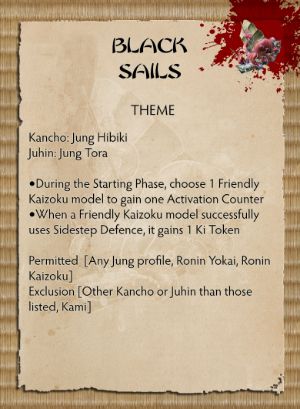 BLACK
SAILS
THEME
Kancho: Jung Hibiki
Juhin: Jung Tora
•During the Starting Phase, choose 1 Friendly
Kaizoku model to gain one Activation Counter
•When a Friendly Kaizoku model successfully
uses Sidestep Defence, it gains 1 Ki Token
Permitted [Any Jung profile, Ronin Yokai, Ronin
Kaizoku]
Exclusion [Other Kancho or Juhin than those
listed, Kami]